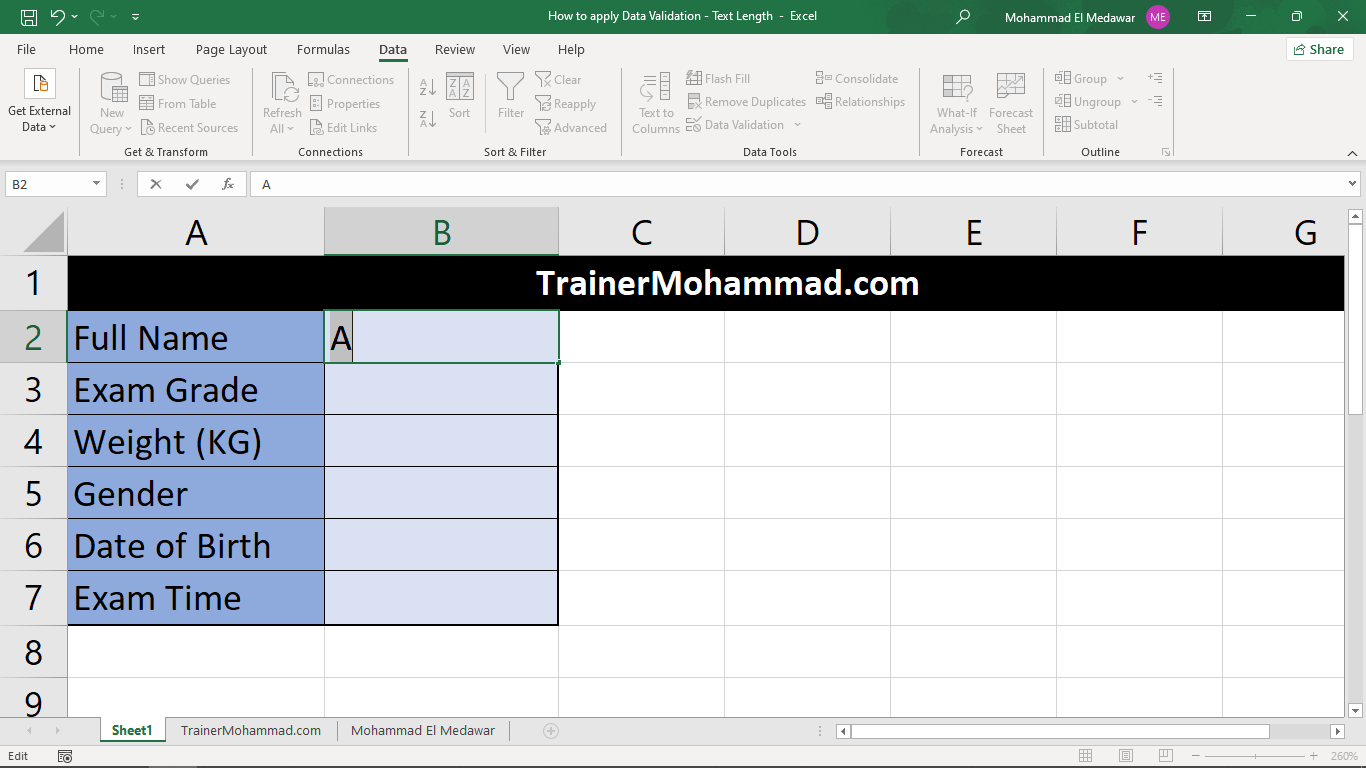 How to apply Data Validation - Text Length - Excel
Mohammad El Medawar ME
File Home Insert Page Layout Formulas Data Review View Help Share
Get External Data
New Query
Show Queries
From Table
Recent Sources
Get & Transform
Refresh All
Connections
Properties
Edit Links
Connections
A Z
Z A
Z A A Z
Sort
Filter
Clear
Reapply
Advanced
Sort & Filter
Text to Columns
Flash Fill
Remove Duplicates
Data Validation
Consolidate
Relationships
Data Tools
What-If Analysis
Forecast Sheet
Forecast
Group
Ungroup
Subtotal
Outline
B2 fx A
A B C D E F G
1 TrainerMohammad.com
2 Full Name A
3 Exam Grade
4 Weight (KG)
5 Gender
6 Date of Birth
7 Exam Time
8
9
Sheet1 TrainerMohammad.com Mohammad El Medawar
Edit 260%